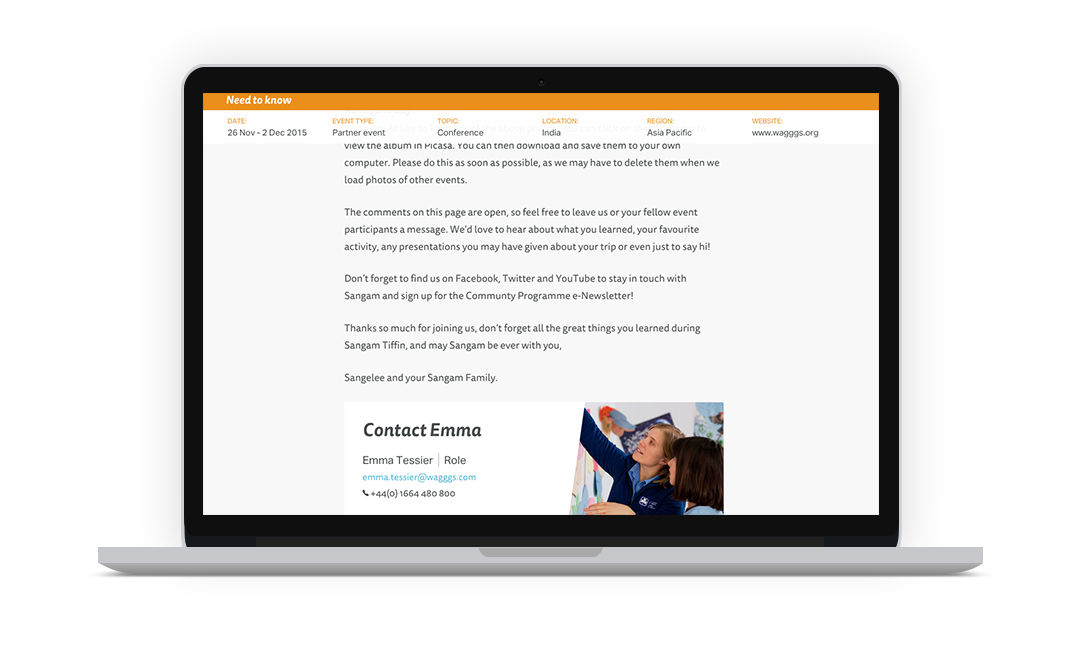 Need to know
DATE:
26 Nov - 2 Dec 2015
EVENT TYPE:
Partner event
TOPIC:
Conference
LOCATION:
India
REGION:
Asia Pacific
WEBSITE:
www.wagggs.org
view the album in Picasa. You can then download and save them to your own
computer. Please do this as soon as possible, as we may have to delete them when we
load photos of other events.
The comments on this page are open, so feel free to leave us or your fellow event
participants a message. We'd love to hear about what you learned, your favourite
activity, any presentations you may have given about your trip or even just to say hi!
Don't forget to find us on Facebook, Twitter and YouTube to stay in touch with
Sangam and sign up for the Communty Programme e-Newsletter!
Thanks so much for joining us, don't forget all the great things you learned during
Sangam Tiffin, and may Sangam be ever with you,
Sangelee and your Sangam Family.
Contact Emma
Emma Tessier | Role
emma.tessier@wagggs.com
+44(0) 1664 480 800